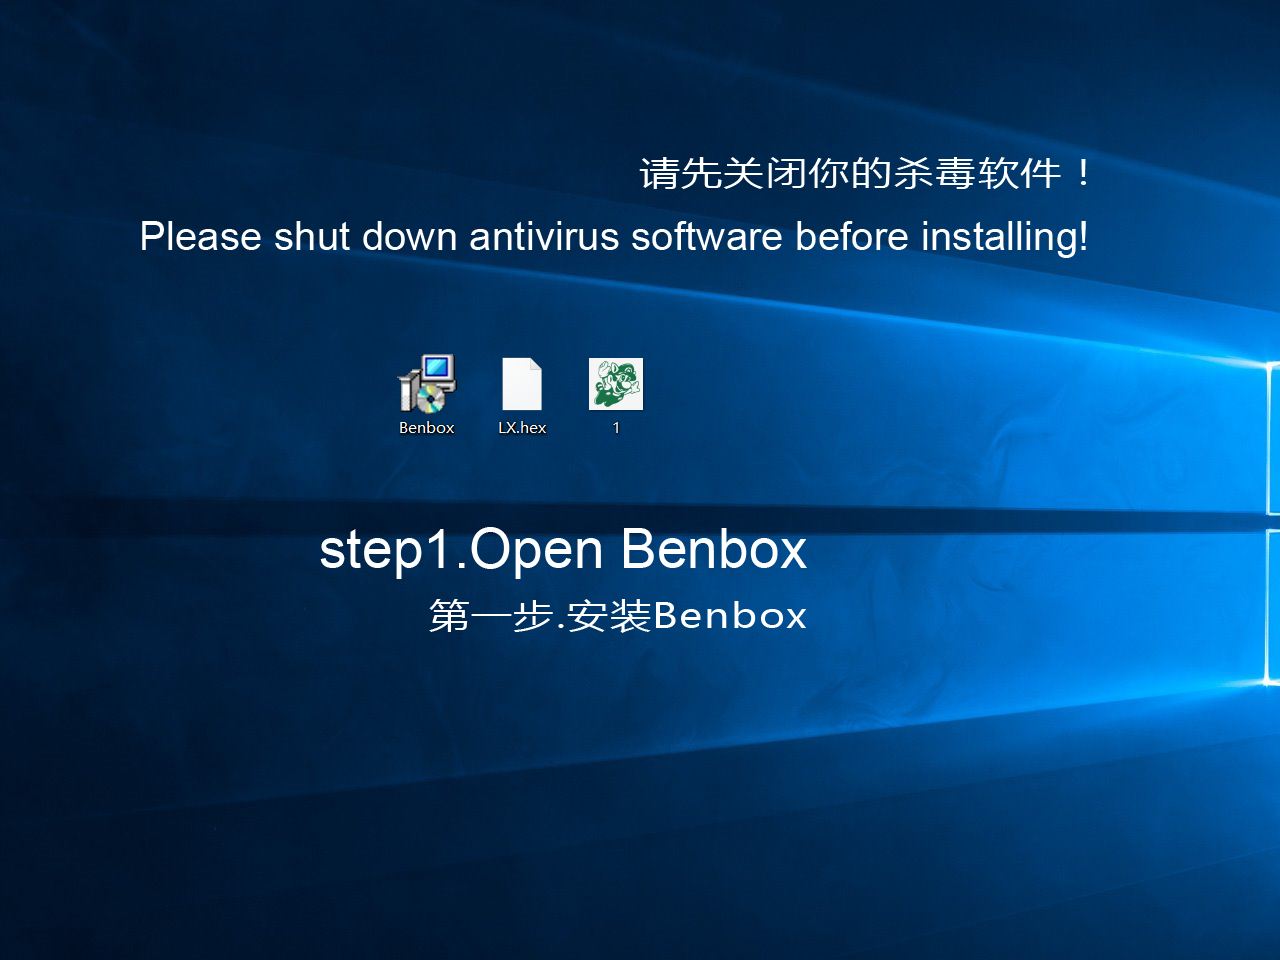 请先关闭你的杀毒软件！
Please shut down antivirus software before installing!
Benbox LX.hex 1
step1.Open Benbox
第一步.安装Benbox